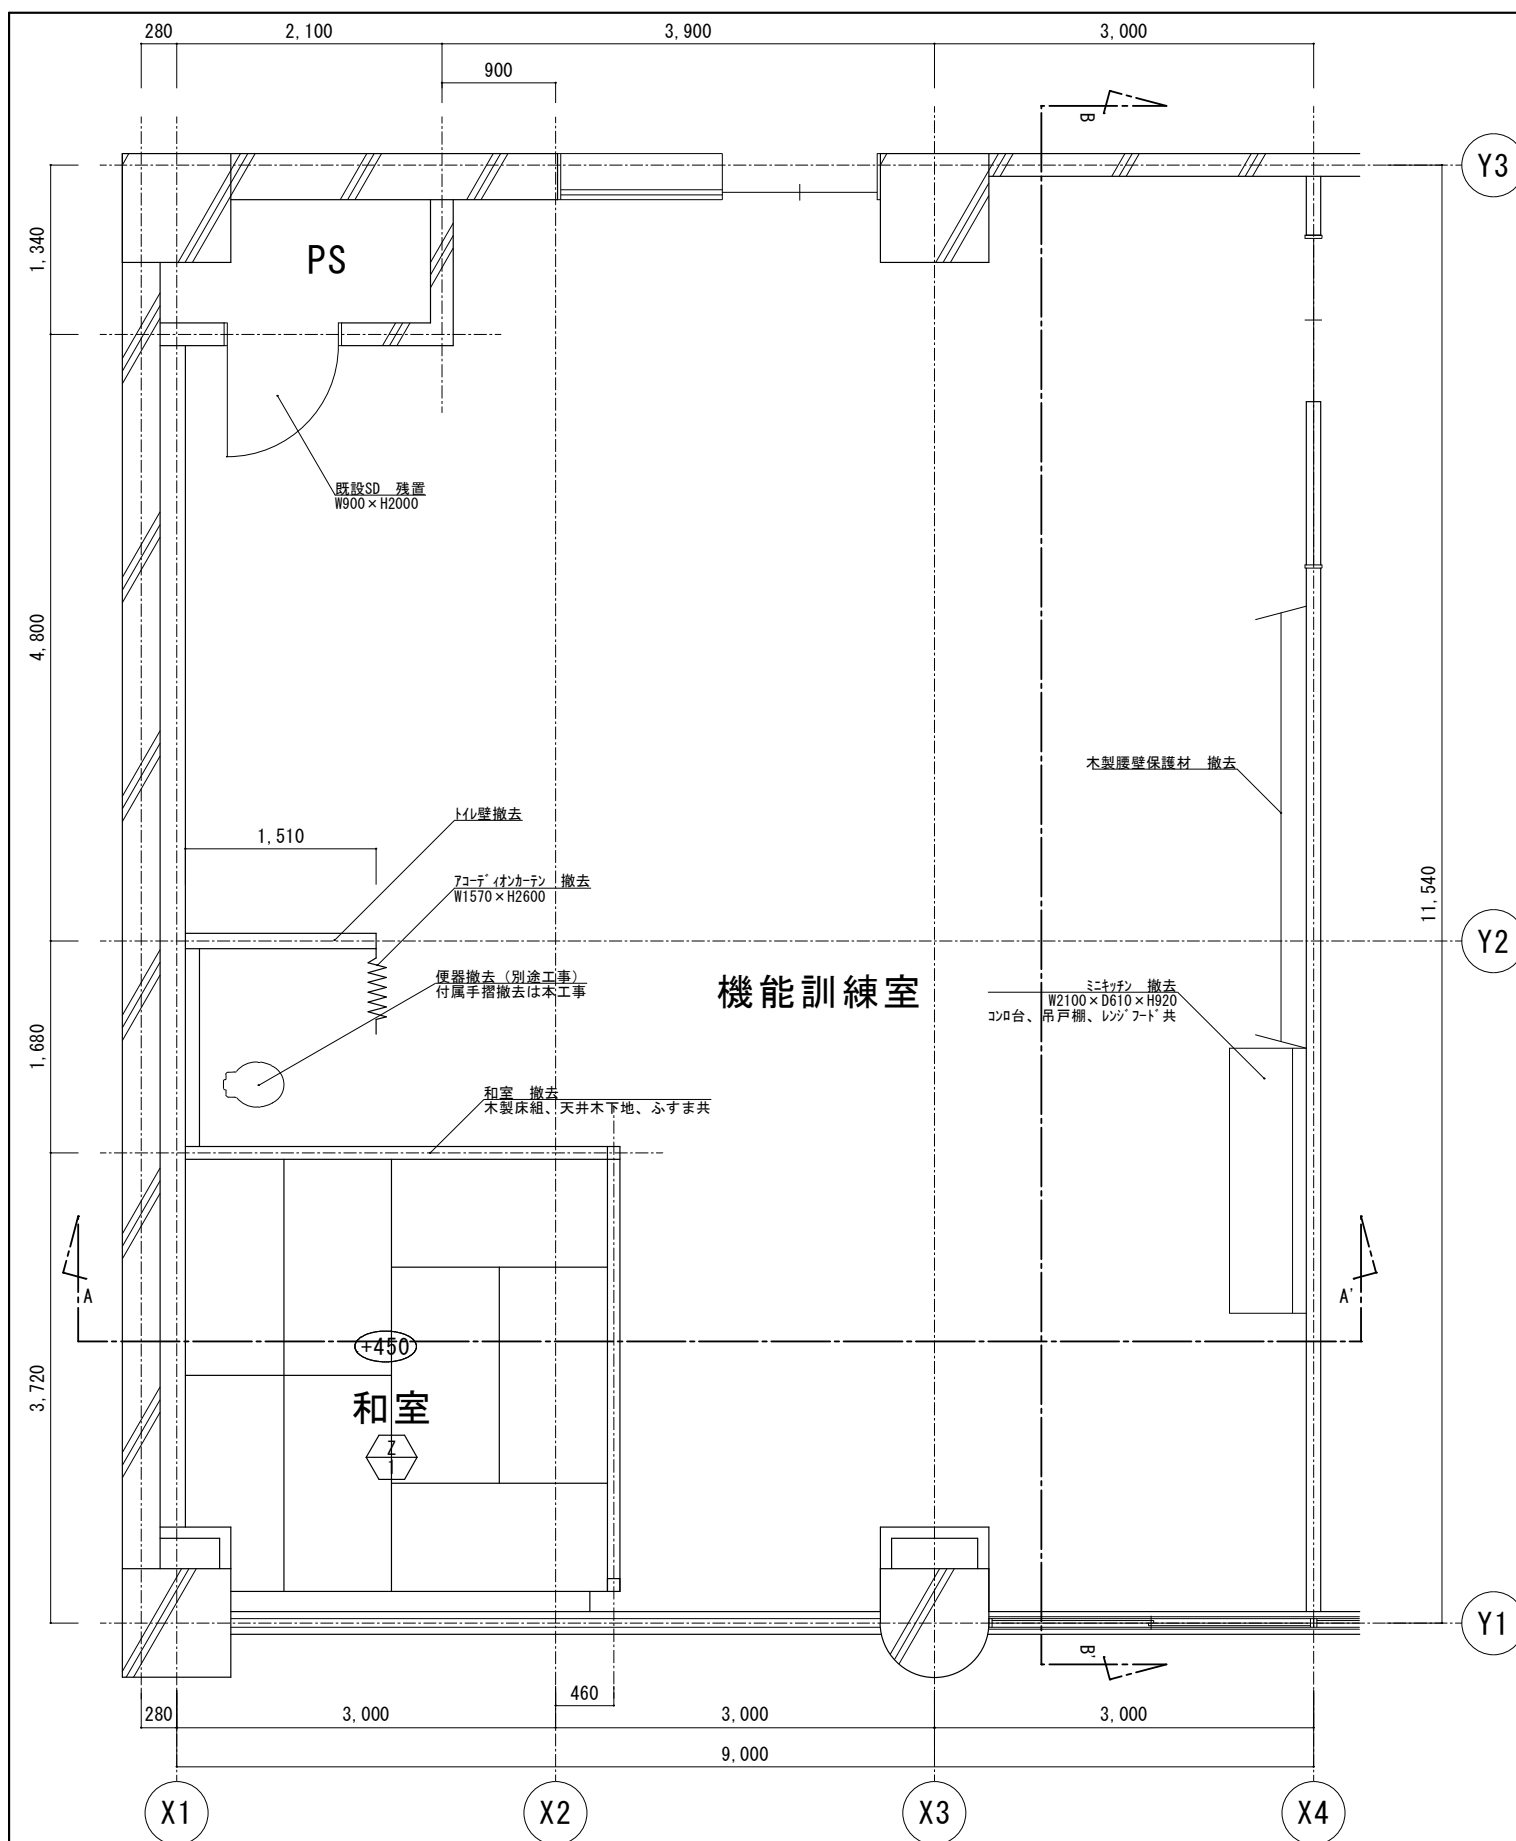 280
2,100
3,900
3,000
900
B
Y3
1,340
PS
既設SD 残置
W900×H2000
4,800
木製腰壁保護材 撤去
ﾄｲﾚ壁撤去
1,510
ｱｺｰﾃﾞｨｵﾝｶｰﾃﾝ 撤去
W1570×H2600
11,540
Y2
便器撤去（別途工事）
付属手摺撤去は本工事
機能訓練室
ﾐﾆｷｯﾁﾝ 撤去
W2100×D610×H920
ｺﾝﾛ台、吊戸棚、ﾚﾝｼﾞﾌｰﾄﾞ共
1,680
和室 撤去
木製床組、天井木下地、ふすま共
A
A'
+450
3,720
和室
Z
1
Y1
B'
460
280
3,000
3,000
3,000
9,000
X1
X2
X3
X4